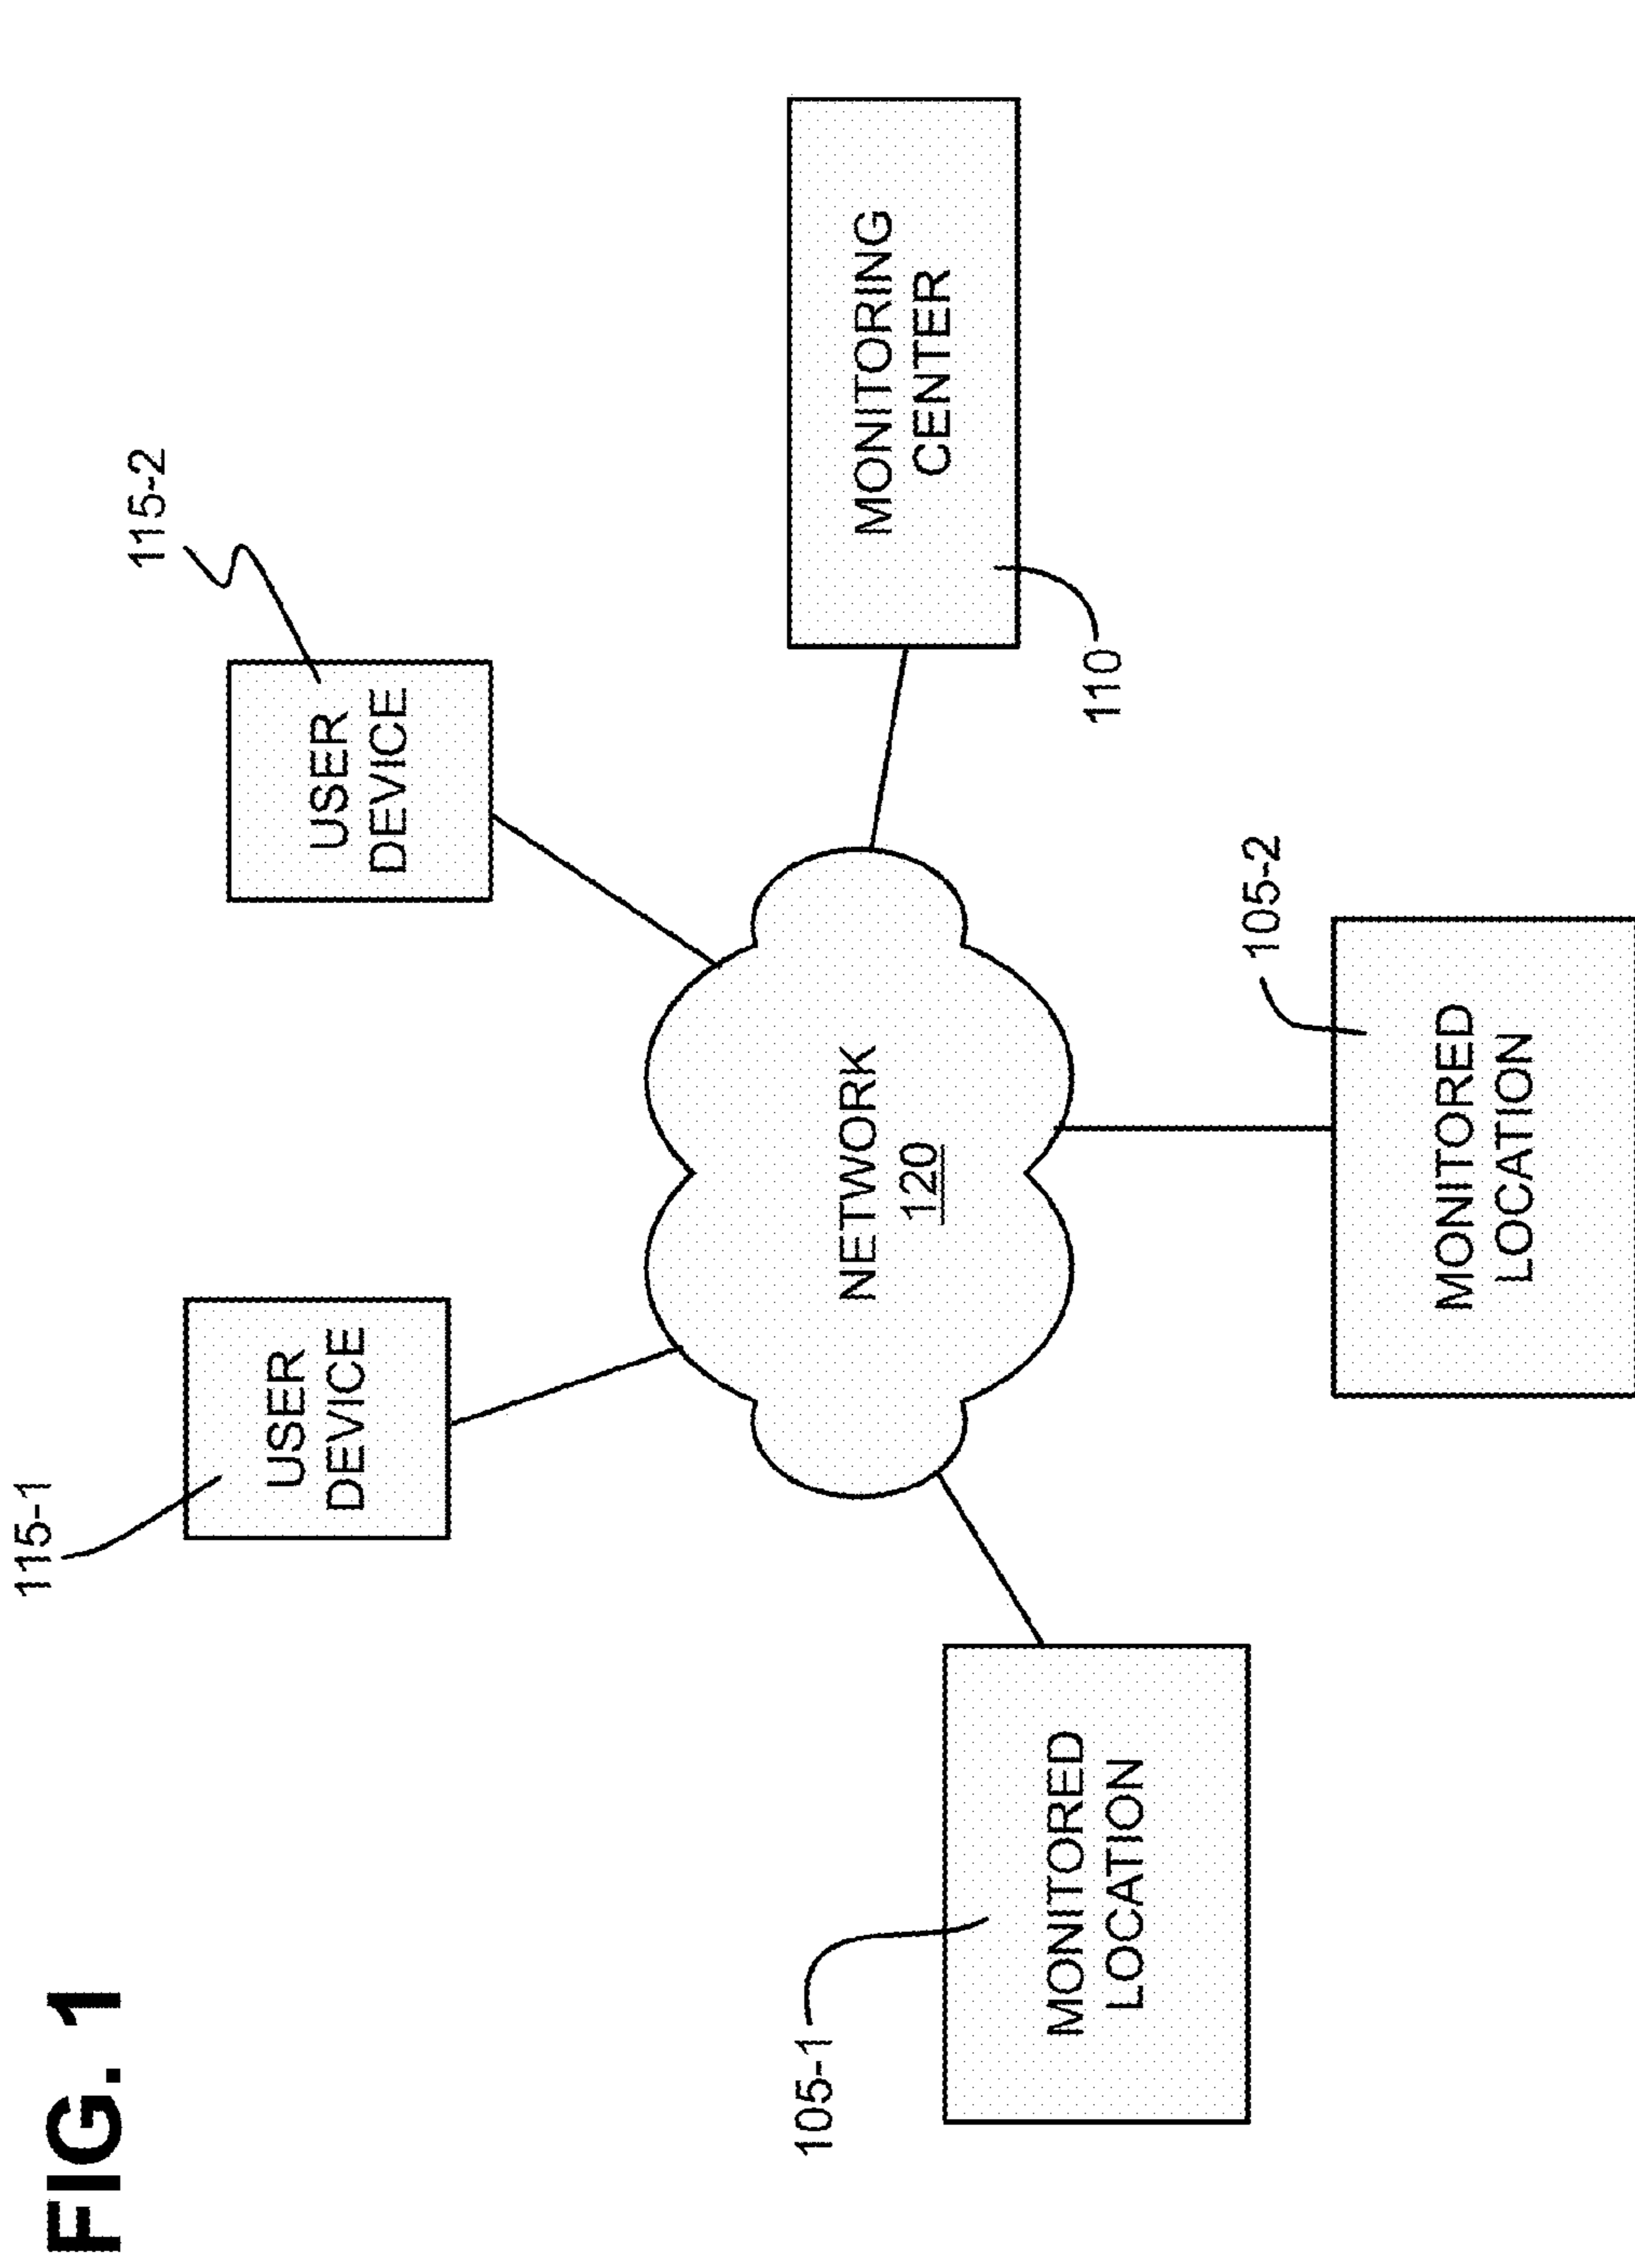 FIG. 1
115-1
USER
DEVICE
115-2
USER
DEVICE
NETWORK
120
MONITORING
CENTER
110
105-1
MONITORED
LOCATION
105-2
MONITORED
LOCATION